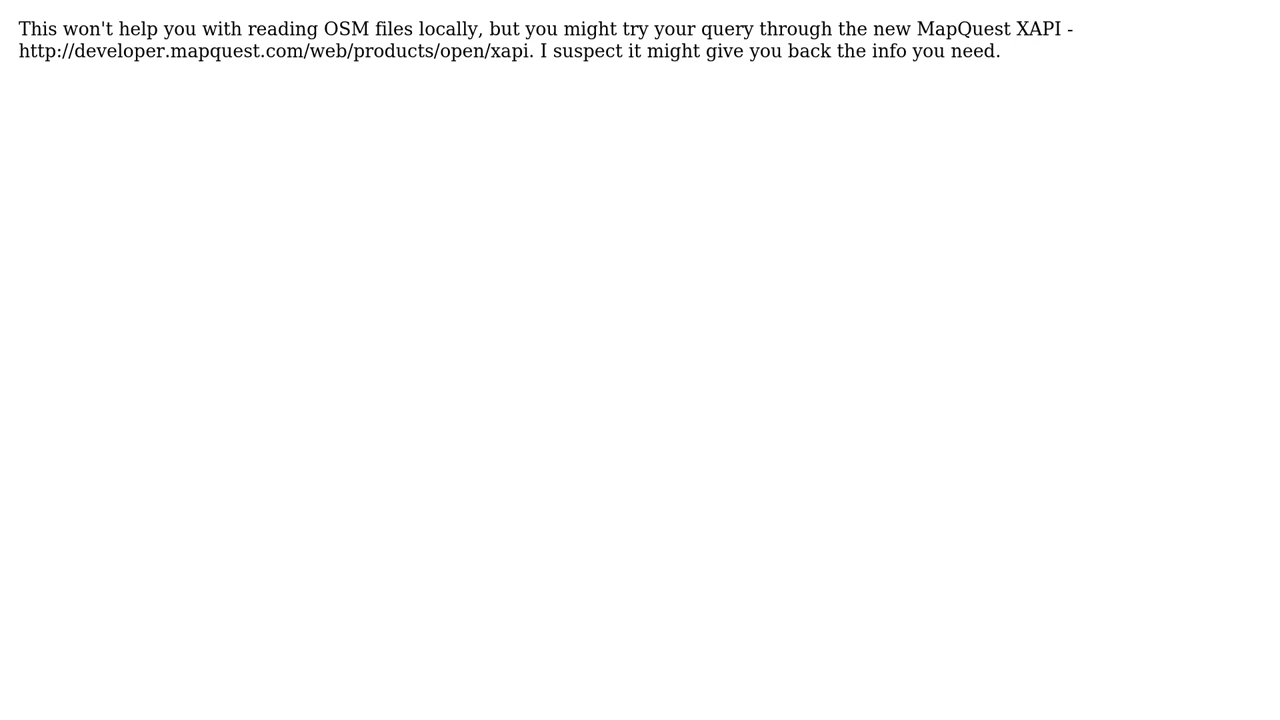 This won't help you with reading OSM files locally, but you might try your query through the new MapQuest XAPI -
http://developer.mapquest.com/web/products/open/xapi. I suspect it might give you back the info you need.